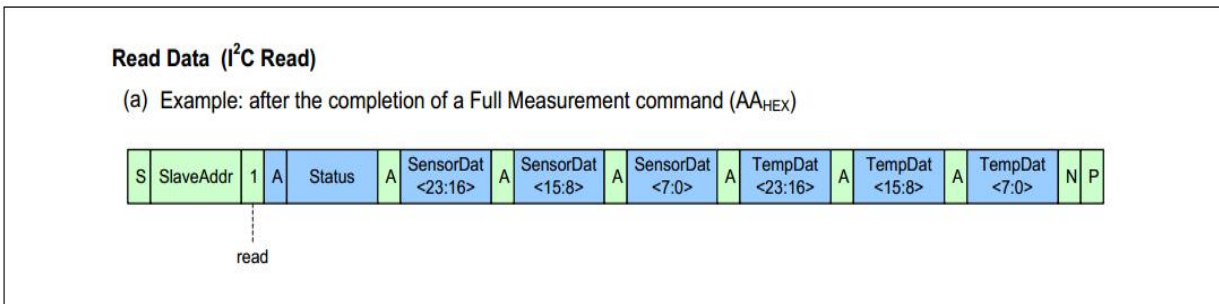 Read Data (I²C Read)
(a) Example: after the completion of a Full Measurement command (AAHEX)
S SlaveAddr 1 A Status A SensorDat A SensorDat A SensorDat A TempDat A TempDat A TempDat N P
<23:16> <15:8> <7:0> <23:16> <15:8> <7:0>
read